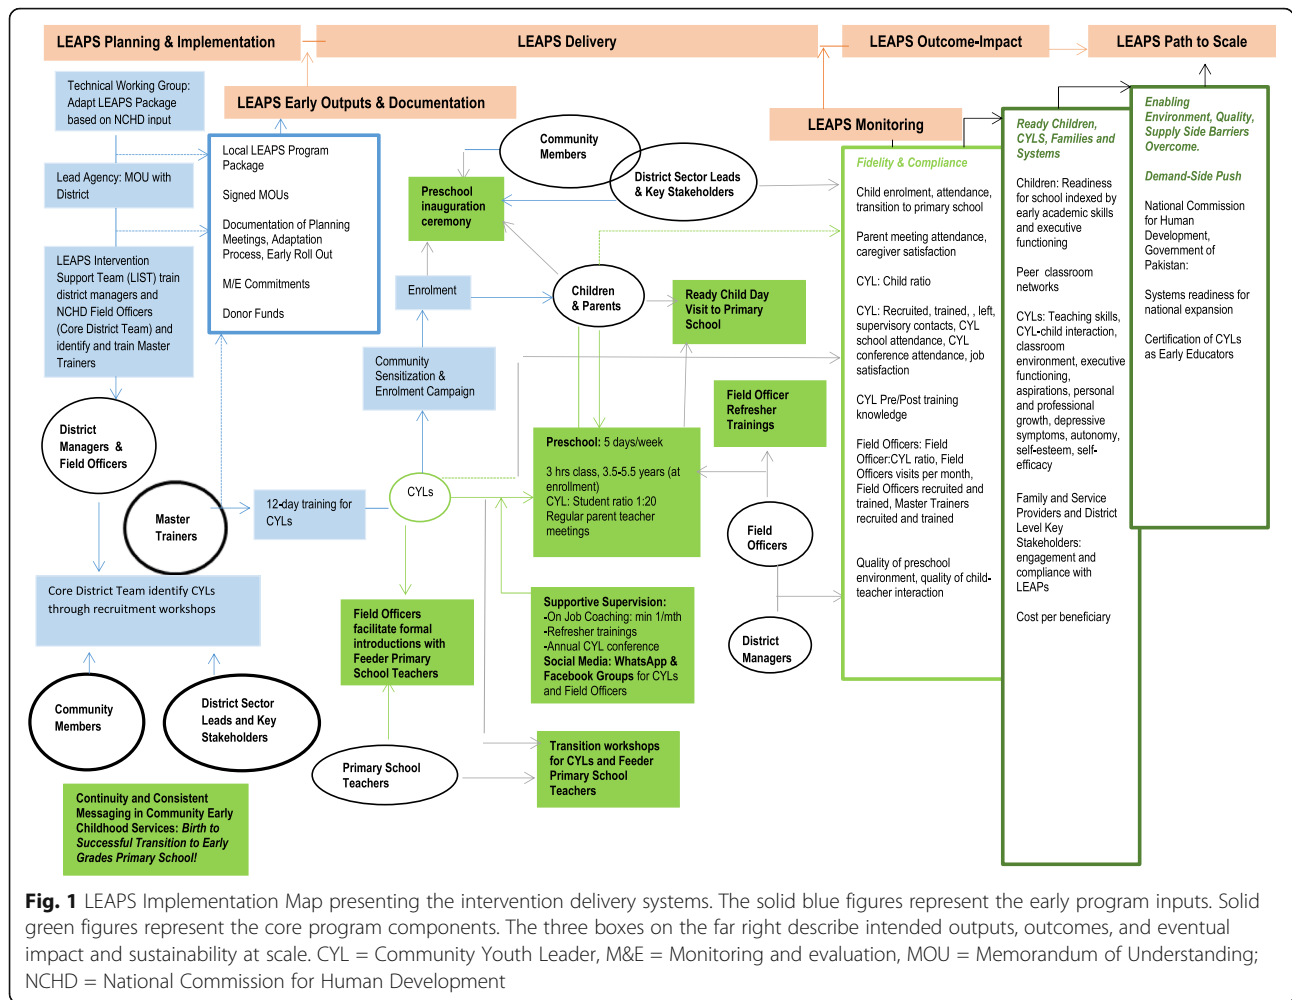 LEAPS Planning & Implementation
LEAPS Delivery
LEAPS Outcome-Impact
LEAPS Path to Scale
Technical Working Group:
Adapt LEAPS Package
based on NCHD input
Lead Agency: MOU with
District
LEAPS Intervention
Support Team (LIST) train
district managers and
NCHD Field Officers
(Core District Team) and
identify and train Master
Trainers
District
Managers &
Field Officers
Master
Trainers
Core District Team identify CYLs
through recruitment workshops
Community
Members
District Sector
Leads and Key
Stakeholders
Continuity and Consistent
Messaging in Community Early
Childhood Services: Birth to
Successful Transition to Early
Grades Primary School!
LEAPS Early Outputs & Documentation
Local LEAPS Program
Package
Signed MOUs
Documentation of Planning
Meetings, Adaptation
Process, Early Roll Out
M/E Commitments
Donor Funds
12-day training for
CYLs
Community
Members
District Sector Leads
& Key Stakeholders
Preschool
inauguration
ceremony
Enrolment
Children
& Parents
Community
Sensitization &
Enrolment Campaign
CYLs
Ready Child Day
Visit to Primary
School
Field Officer
Refresher
Trainings
Preschool: 5 days/week
3 hrs class, 3.5-5.5 years (at
enrollment)
CYL: Student ratio 1:20
Regular parent teacher
meetings
Field
Officers
District
Managers
Field Officers
facilitate formal
introductions with
Feeder Primary
School Teachers
Supportive Supervision:
-On Job Coaching: min 1/mth
-Refresher trainings
-Annual CYL conference
Social Media: WhatsApp &
Facebook Groups for CYLs
and Field Officers
Primary School
Teachers
Transition workshops
for CYLs and Feeder
Primary School
Teachers
LEAPS Monitoring
Fidelity & Compliance
Child enrolment, attendance,
transition to primary school
Parent meeting attendance,
caregiver satisfaction
CYL: Child ratio
CYL: Recruited, trained, , left,
supervisory contacts, CYL
school attendance, CYL
conference attendance, job
satisfaction
CYL Pre/Post training
knowledge
Field Officers: Field
Officer:CYL ratio, Field
Officers visits per month,
Field Officers recruited and
trained, Master Trainers
recruited and trained
Quality of preschool
environment, quality of child-
teacher interaction
Ready Children,
CYLS, Families and
Systems
Children: Readiness
for school indexed by
early academic skills
and executive
functioning
Peer classroom
networks
CYLs: Teaching skills,
CYL-child interaction,
classroom
environment, executive
functioning,
aspirations, personal
and professional
growth, depressive
symptoms, autonomy,
self-esteem, self-
efficacy
Family and Service
Providers and District
Level Key
Stakeholders:
engagement and
compliance with
LEAPs
Cost per beneficiary
Enabling
Environment, Quality,
Supply Side Barriers
Overcome.
Demand-Side Push
National Commission
for Human
Development,
Government of
Pakistan:
Systems readiness for
national expansion
Certification of CYLs
as Early Educators
Fig. 1 LEAPS Implementation Map presenting the intervention delivery systems. The solid blue figures represent the early program inputs. Solid
green figures represent the core program components. The three boxes on the far right describe intended outputs, outcomes, and eventual
impact and sustainability at scale. CYL = Community Youth Leader, M&E = Monitoring and evaluation, MOU = Memorandum of Understanding;
NCHD = National Commission for Human Development